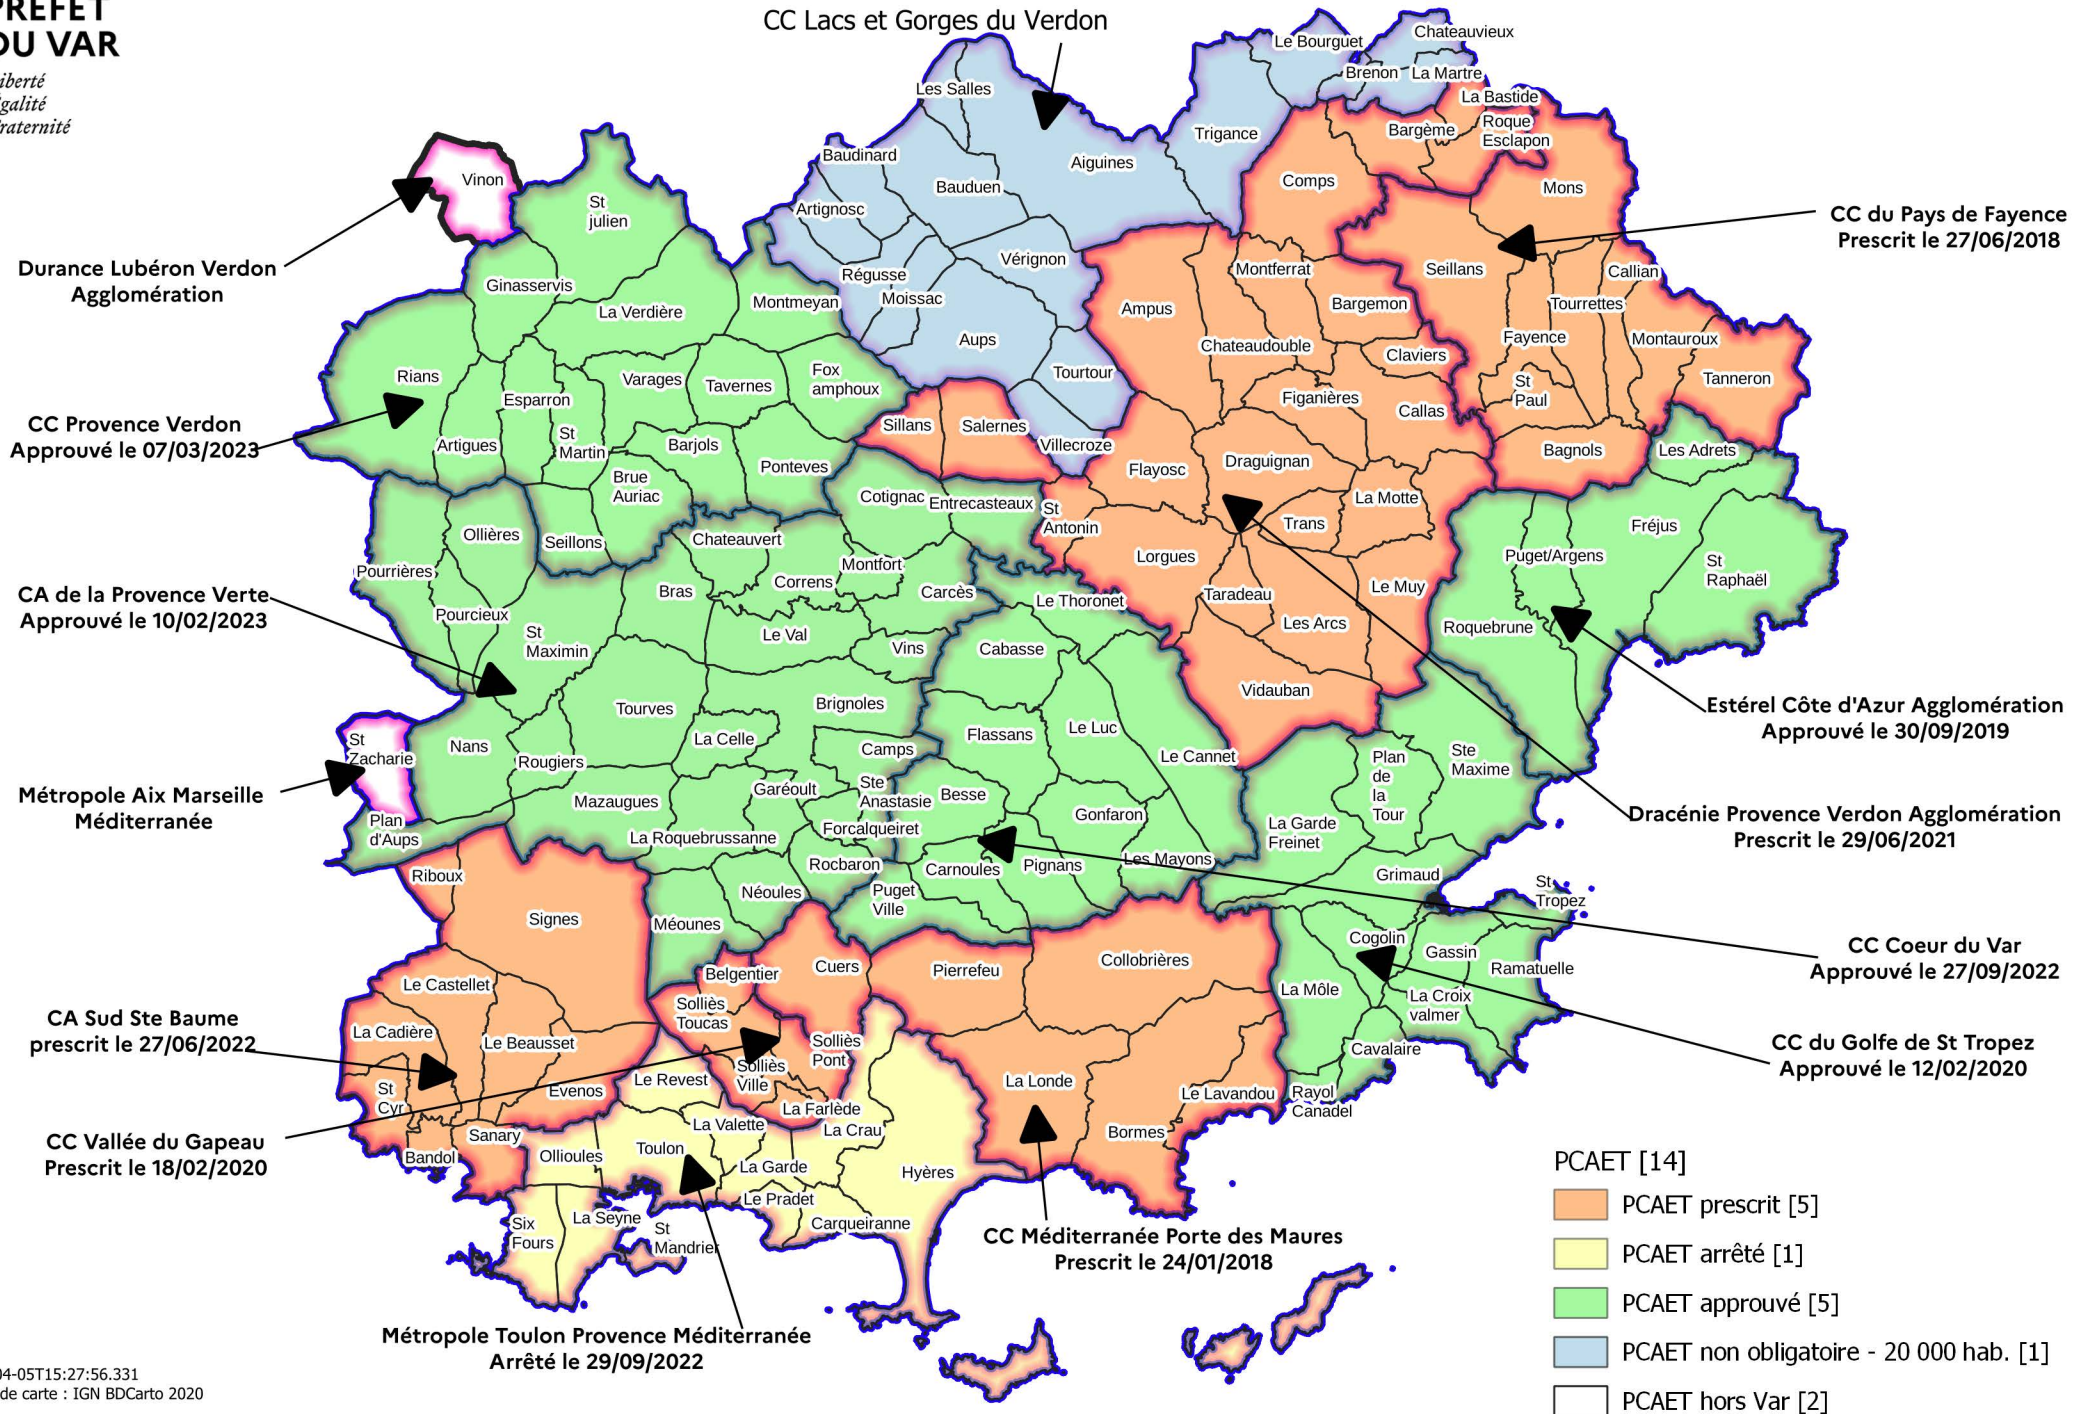 PRÉFET
DU VAR
CC Lacs et Gorges du Verdon
Le Bourguet
Chateauvieux
Brenon
La Martre
Les Salles
La Bastide
Trigance
Bargème
Roque
Esclapon
Baudinard
Aiguines
Vinon
Bauduen
Comps
Mons
St
julien
Artignosc
CC du Pays de Fayence
Prescrit le 27/06/2018
Durance Lubéron Verdon
Agglomération
Vérignon
Régusse
Montferrat
Seillans
Callian
Ginasservis
Moissac
Montmeyan
La Verdière
Ampus
Bargemon
Tourrettes
Aups
Chateaudouble
Fayence
Montauroux
Claviers
Rians
Varages
Tavernes
Fox
amphoux
Tourtour
Tanneron
Esparron
Figanières
St
Paul
Callas
CC Provence Verdon
Approuvé le 07/03/2023
Artigues
St
Martin
Barjols
Sillans
Salernes
Villecroze
Bagnols
Les Adrets
Ponteves
Flayosc
Draguignan
Brue
Auriac
Cotignac
Entrecasteaux
La Motte
St
Antonin
Trans
Fréjus
Ollières
Seillons
Chateauvert
Lorgues
Puget/Argens
St
Raphaël
Pourrières
Montfort
Correns
Bras
Carcès
Le Thoronet
Taradeau
Le Muy
CA de la Provence Verte
Approuvé le 10/02/2023
Pourcieux
St
Maximin
Le Val
Vins
Cabasse
Les Arcs
Roquebrune
Vidauban
Tourves
Brignoles
Estérel Côte d'Azur Agglomération
Approuvé le 30/09/2019
Nans
La Celle
Camps
Flassans
Le Luc
Le Cannet
St
Zacharie
Rougiers
Plan
de
la
Tour
Ste
Maxime
Métropole Aix Marseille
Méditerranée
Mazaugues
Garéoult
Ste
Anastasie
Besse
Gonfaron
Plan
d'Aups
La Roquebrussanne
Forcalqueiret
La Garde
Freinet
Dracénie Provence Verdon Agglomération
Prescrit le 29/06/2021
Rocbaron
Carnoules
Pignans
Les Mayons
Riboux
Néoules
Puget
Ville
Grimaud
St
Tropez
Signes
Méounes
Cogolin
Gassin
CC Coeur du Var
Approuvé le 27/09/2022
Belgentier
Cuers
Pierrefeu
Collobrières
Ramatuelle
Le Castellet
La Môle
La Croix
valmer
Solliès
Toucas
CA Sud Ste Baume
prescrit le 27/06/2022
La Cadière
Le Beausset
Solliès
Pont
Cavalaire
CC du Golfe de St Tropez
Approuvé le 12/02/2020
Solliès
Ville
Le Revest
La Londe
Le Lavandou
Rayol
Canadel
St
Cyr
Evenos
La Farlède
La Valette
La Crau
Bormes
CC Vallée du Gapeau
Prescrit le 18/02/2020
Sanary
Bandol
Ollioules
Toulon
La Garde
Hyères
PCAET [14]
Le Pradet
PCAET prescrit [5]
Six
Fours
La Seyne
St
Mandrier
Carqueiranne
CC Méditerranée Porte des Maures
Prescrit le 24/01/2018
PCAET arrêté [1]
PCAET approuvé [5]
Métropole Toulon Provence Méditerranée
Arrêté le 29/09/2022
PCAET non obligatoire - 20 000 hab. [1]
04-05T15:27:56.331
de carte : IGN BDCarto 2020
PCAET hors Var [2]